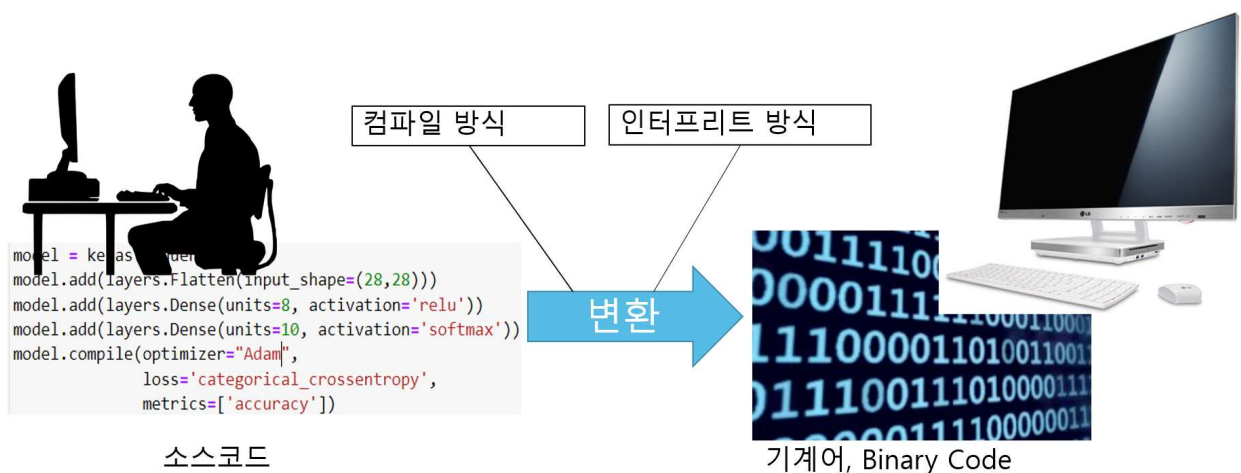 컴파일 방식
인터프리트 방식
model.add(layers.Flatten(input_shape=(28,28)))
model.add(layers.Dense(units=8, activation='relu'))
model.add(layers.Dense(units=10, activation='softmax'))
model.compile(optimizer="Adam",
loss='categorical_crossentropy',
metrics=['accuracy'])
변환
LG
소스코드
기계어, Binary Code